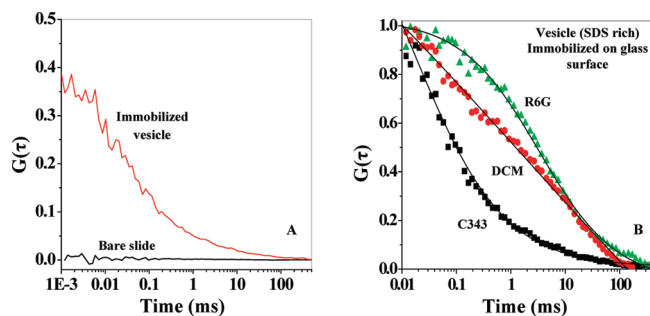 0.5
0.4
0.3
0.2
0.1
0.0
G(τ)
Immobilized
vesicle
Bare slide
A
1E-3 0.01 0.1 1 10 100
Time (ms)
1.0
0.8
0.6
0.4
0.2
0.0
G(τ)
Vesicle (SDS rich)
Immobilized on glass
surface
R6G
DCM
C343
B
0.01 0.1 1 10 100
Time (ms)